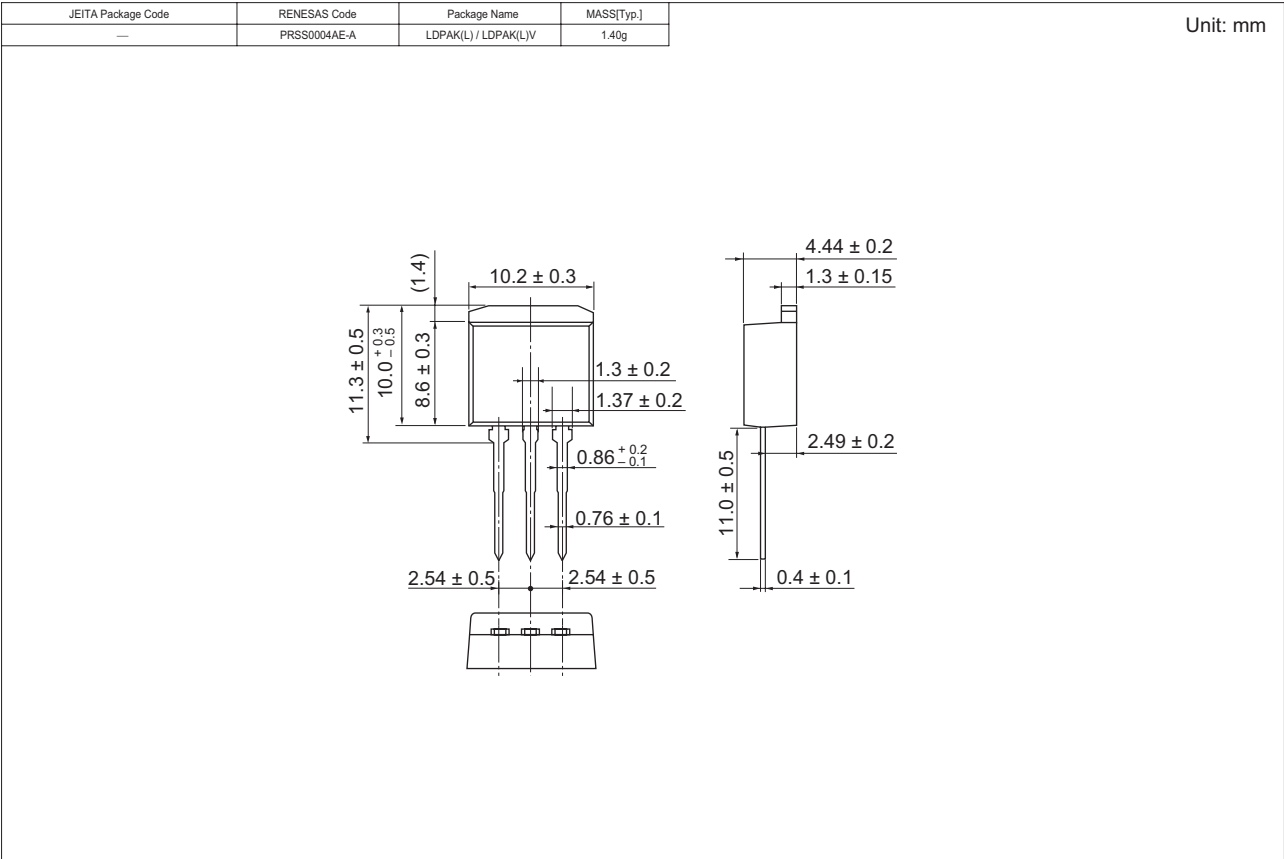 JEITA Package Code RENESAS Code Package Name MASS[Typ.]
— PRSS0004AE-A LDPAK(L) / LDPAK(L)V 1.40g
Unit: mm
4.44 ± 0.2
(1.4)
10.2 ± 0.3
1.3 ± 0.15
11.3 ± 0.5
10.0 + 0.3 – 0.5
8.6 ± 0.3
1.3 ± 0.2
1.37 ± 0.2
2.49 ± 0.2
0.86 + 0.2 – 0.1
11.0 ± 0.5
0.76 ± 0.1
2.54 ± 0.5 2.54 ± 0.5
0.4 ± 0.1